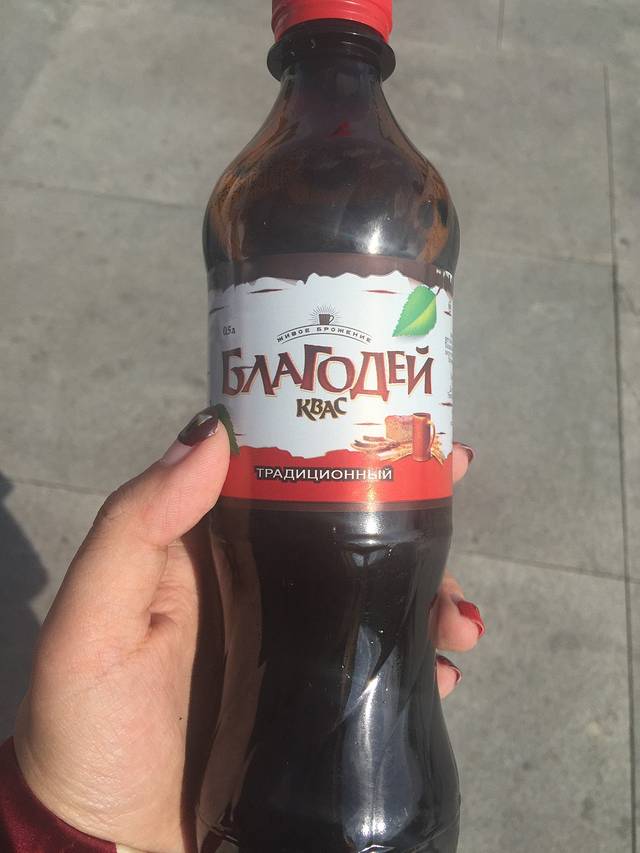 0,5 л
ЖИВОЕ БРОЖЕНИЕ
БЛАГОДЕЙ
КВАС
ТРАДИЦИОННЫЙ